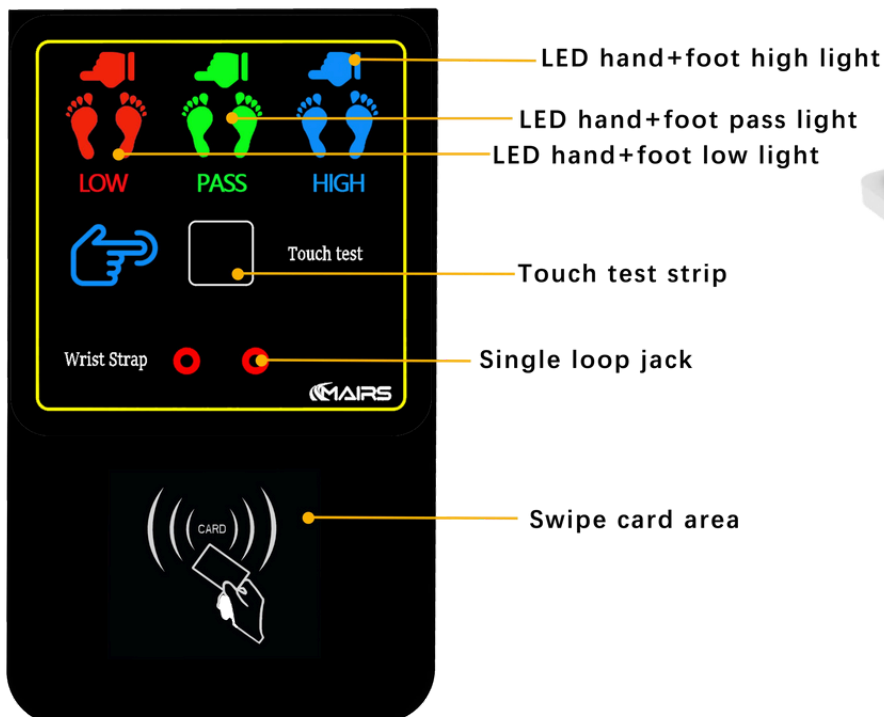 LED hand+foot high light
LED hand+foot pass light
LED hand+foot low light
LOW PASS HIGH
Touch test
Touch test strip
Wrist Strap
Single loop jack
MAIRS
CARD
Swipe card area